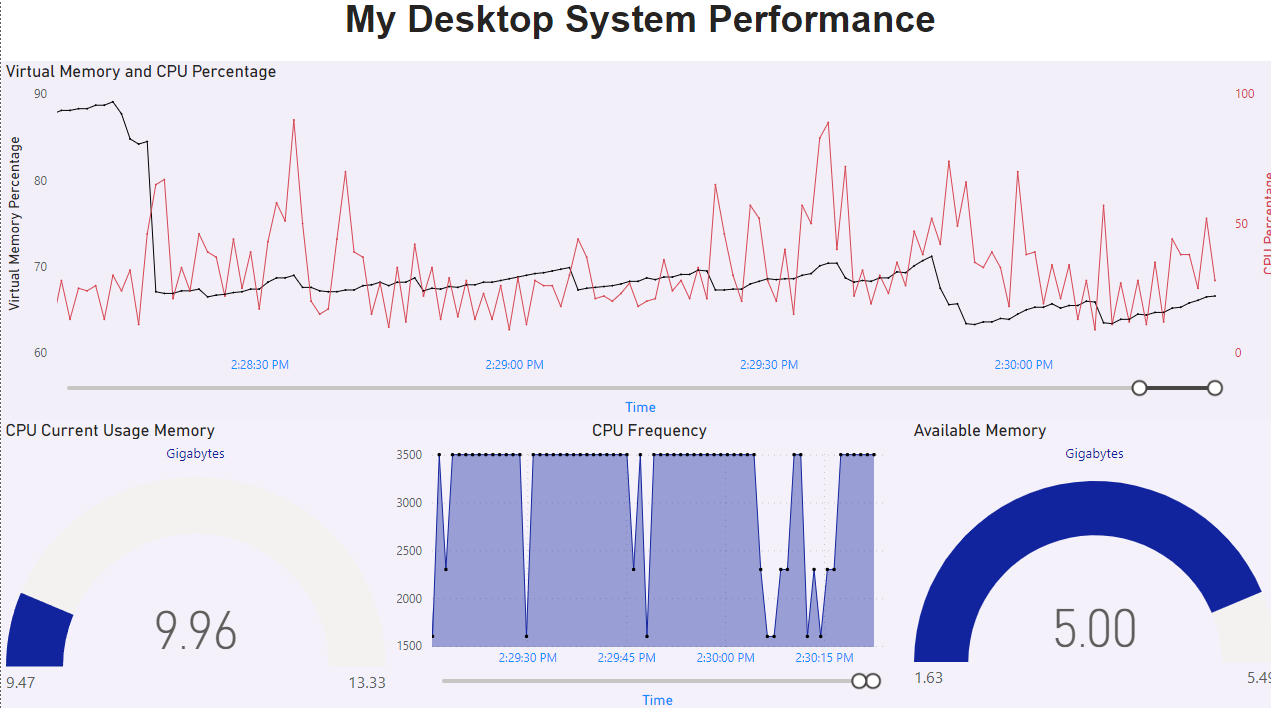 My Desktop System Performance
Virtual Memory and CPU Percentage
Virtual Memory Percentage
90
80
70
60
100
50
0
CPU Percentage
2:28:30 PM 2:29:00 PM 2:29:30 PM 2:30:00 PM
Time
CPU Current Usage Memory
Gigabytes
9.96
9.47 13.33
CPU Frequency
3500
3000
2500
2000
1500
2:29:30 PM 2:29:45 PM 2:30:00 PM 2:30:15 PM
Time
Available Memory
Gigabytes
5.00
1.63 5.49